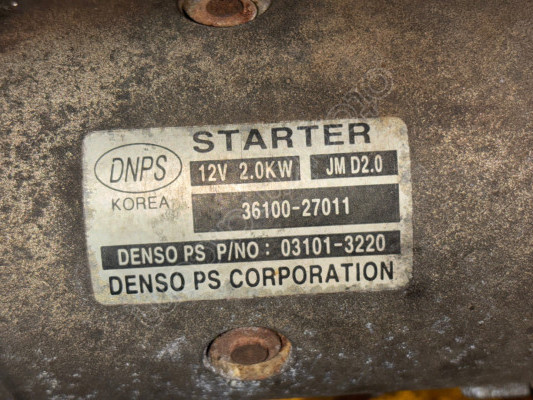 STARTER
DNPS
12V 2.0KW JM D2.0
KOREA
36100-27011
DENSO PS P/NO : 03101-3220
DENSO PS CORPORATION